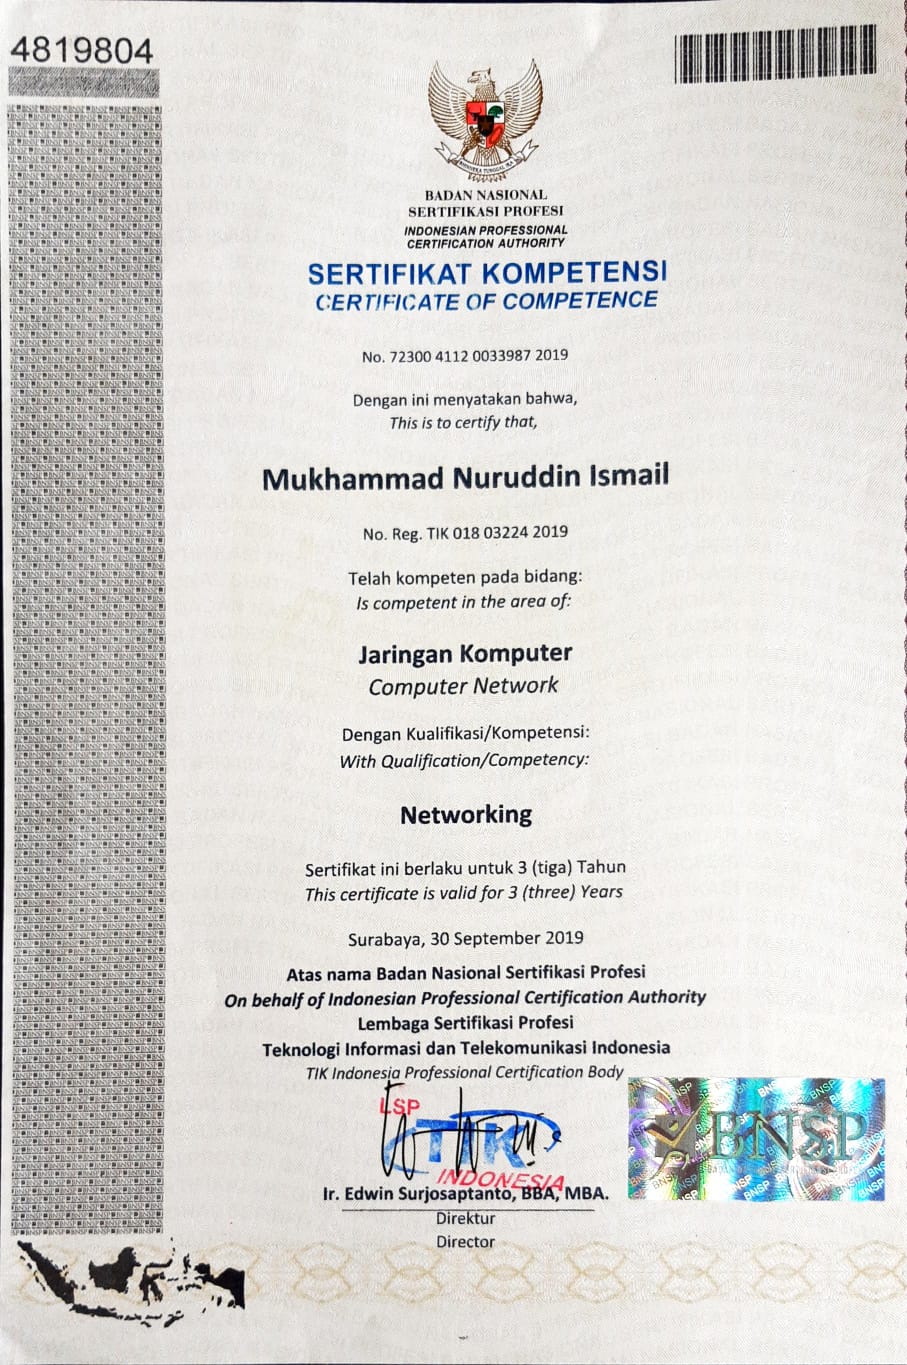 4819804
BHINNEKA TUNGGAL IKA
BADAN NASIONAL
SERTIFIKASI PROFESI
INDONESIAN PROFESSIONAL
CERTIFICATION AUTHORITY
SERTIFIKAT KOMPETENSI
CERTIFICATE OF COMPETENCE
No. 72300 4112 0033987 2019
Dengan ini menyatakan bahwa,
This is to certify that,
Mukhammad Nuruddin Ismail
No. Reg. TIK 018 03224 2019
Telah kompeten pada bidang:
Is competent in the area of:
Jaringan Komputer
Computer Network
Dengan Kualifikasi/Kompetensi:
With Qualification/Competency:
Networking
Sertifikat ini berlaku untuk 3 (tiga) Tahun
This certificate is valid for 3 (three) Years
Surabaya, 30 September 2019
Atas nama Badan Nasional Sertifikasi Profesi
On behalf of Indonesian Professional Certification Authority
Lembaga Sertifikasi Profesi
Teknologi Informasi dan Telekomunikasi Indonesia
TIK Indonesia Professional Certification Body
LSP
TIK
INDONESIA
BNSP
Ir. Edwin Surjosaptanto, BBA, MBA.
Direktur
Director